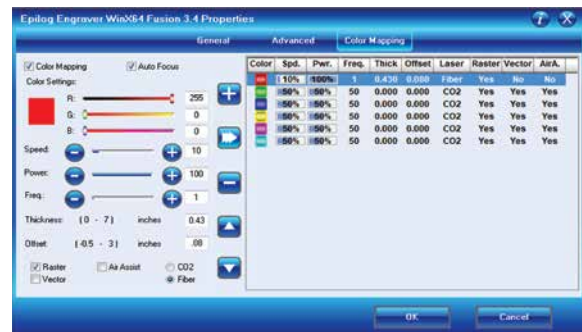 Epilog Engraver WinX64 Fusion 3.4 Properties
General Advanced Color Mapping
Color Mapping Auto Focus
Color Settings:
R: 255
G: 0
B: 0
Speed: 10
Power: 100
Freq.: 1
Thickness: (0 - 7) inches 0.43
Offset: (-0.5 - 3) inches .08
Raster Air Assist CO2
Vector Fiber
Color Spd. Pwr. Freq. Thick Offset Laser Raster Vector AirA.
10% 100% 1 0.430 0.080 Fiber Yes No No
50% 50% 50 0.000 0.000 CO2 Yes Yes Yes
50% 50% 50 0.000 0.000 CO2 Yes Yes Yes
50% 50% 50 0.000 0.000 CO2 Yes Yes Yes
50% 50% 50 0.000 0.000 CO2 Yes Yes Yes
50% 50% 50 0.000 0.000 CO2 Yes Yes Yes
OK Cancel